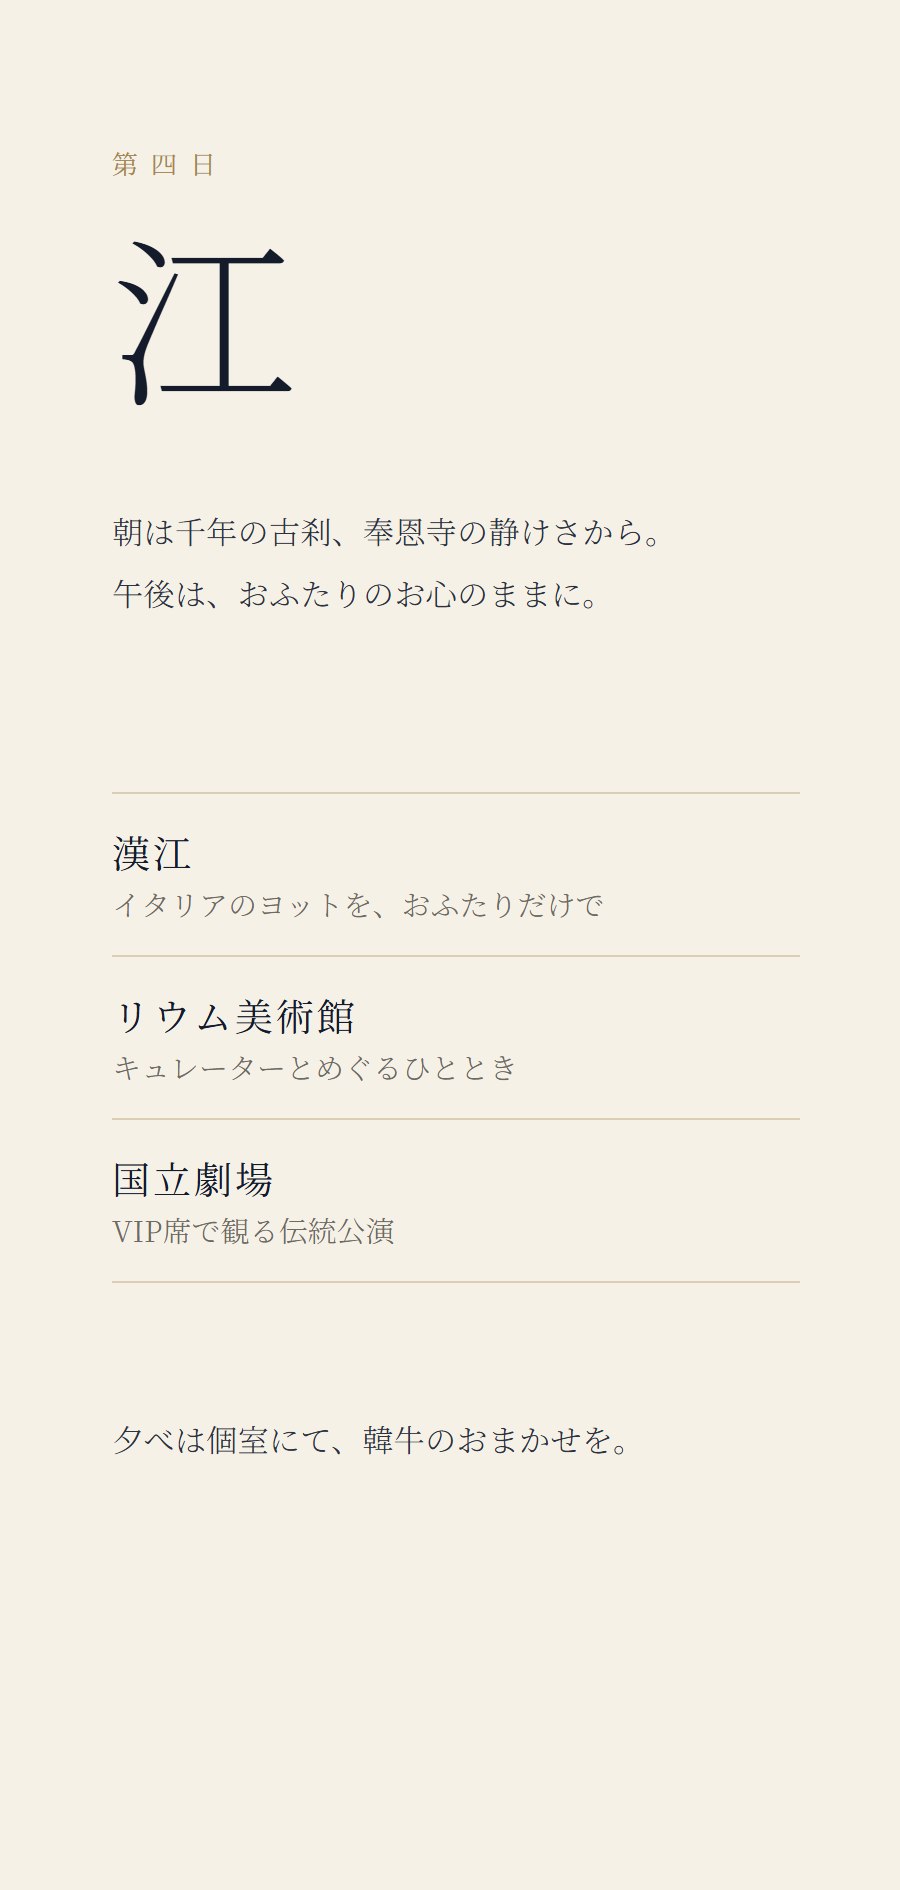 第四日
江
朝は千年の古刹、奉恩寺の静けさから。
午後は、おふたりのお心のままに。
漢江
イタリアのヨットを、おふたりだけで
リウム美術館
キュレーターとめぐるひととき
国立劇場
VIP席で観る伝統公演
夕べは個室にて、韓牛のおまかせを。